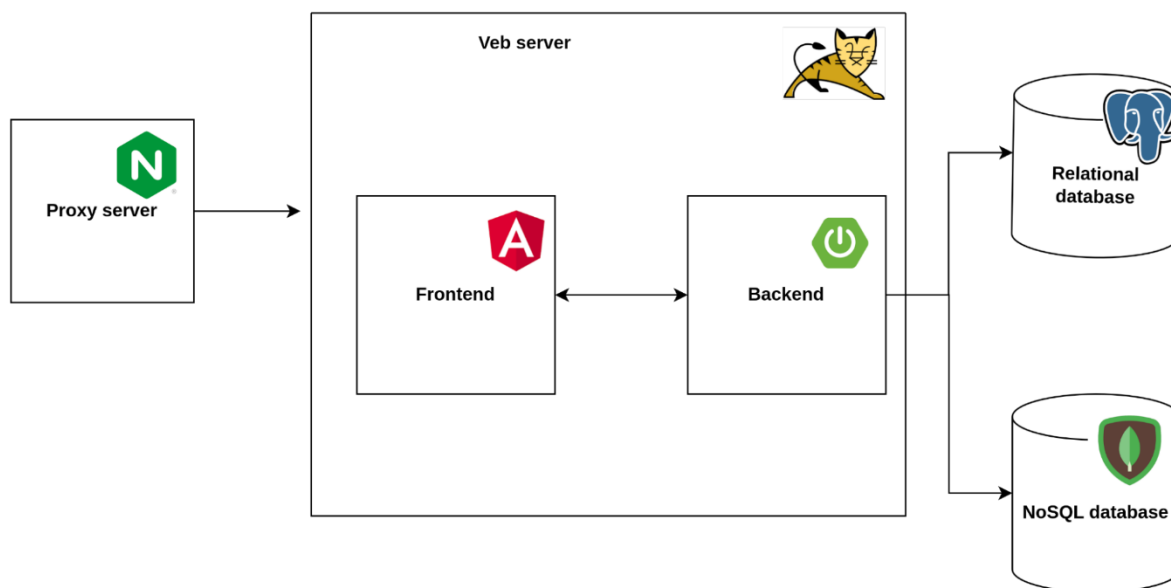 Veb server
Proxy server
Frontend
Backend
Relational
database
NoSQL database